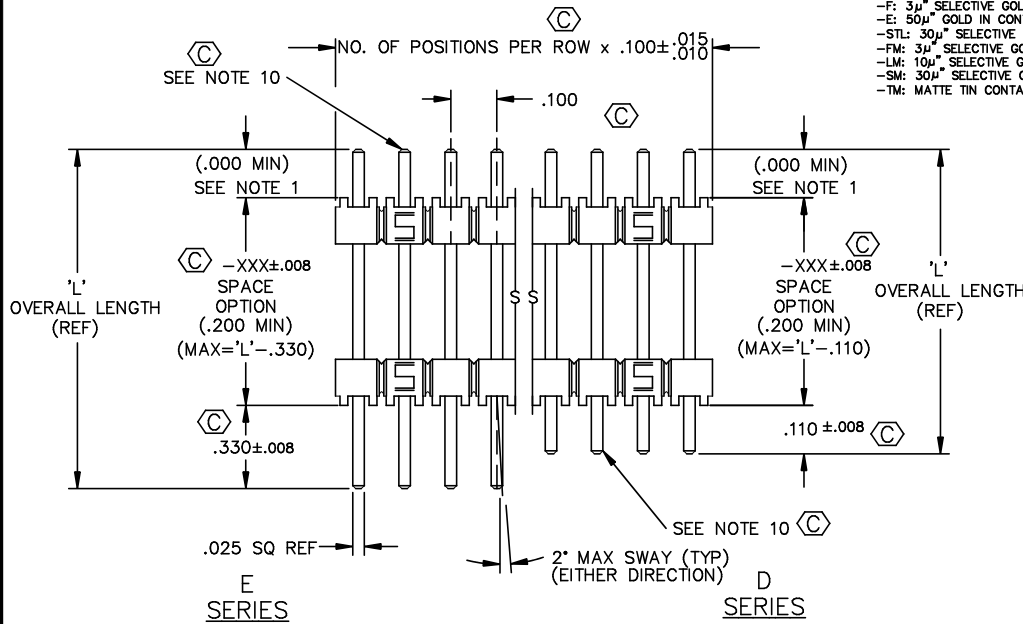 -F: 3µ" SELECTIVE GOL
-E: 50µ" GOLD IN CON
-STL: 30µ" SELECTIVE
-FM: 3µ" SELECTIVE GO
-LM: 10µ" SELECTIVE G
-SM: 30µ" SELECTIVE
-TM: MATTE TIN CONTA
C
NO. OF POSITIONS PER ROW x .100± .015
.010
C
SEE NOTE 10
.100
C
(.000 MIN)
SEE NOTE 1
(.000 MIN)
SEE NOTE 1
C -XXX±.008
SPACE
OPTION
(.200 MIN)
(MAX='L'-.330)
'L'
OVERALL LENGTH
(REF)
S S
C
-XXX±.008
SPACE
OPTION
(.200 MIN)
(MAX='L'-.110)
'L'
OVERALL LENGTH
(REF)
S
S
S
S
C
.330±.008
.110 ±.008 C
SEE NOTE 10 C
.025 SQ REF
2° MAX SWAY (TYP)
(EITHER DIRECTION)
E
SERIES
D
SERIES